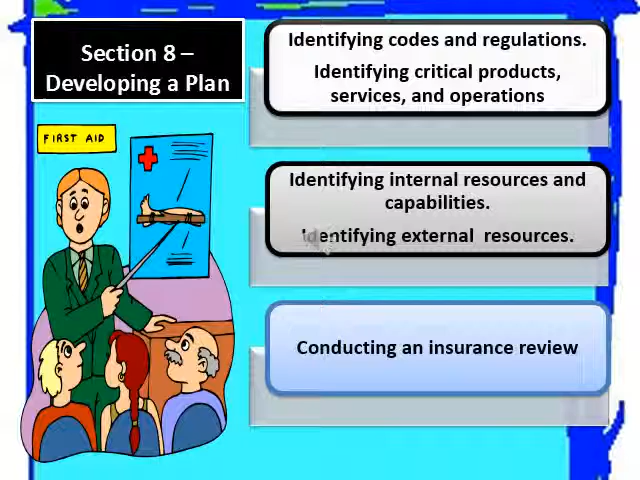 Section 8 –
Developing a Plan
FIRST AID
Identifying codes and regulations.
Identifying critical products,
services, and operations
Identifying internal resources and
capabilities.
Identifying external  resources.
Conducting an insurance review